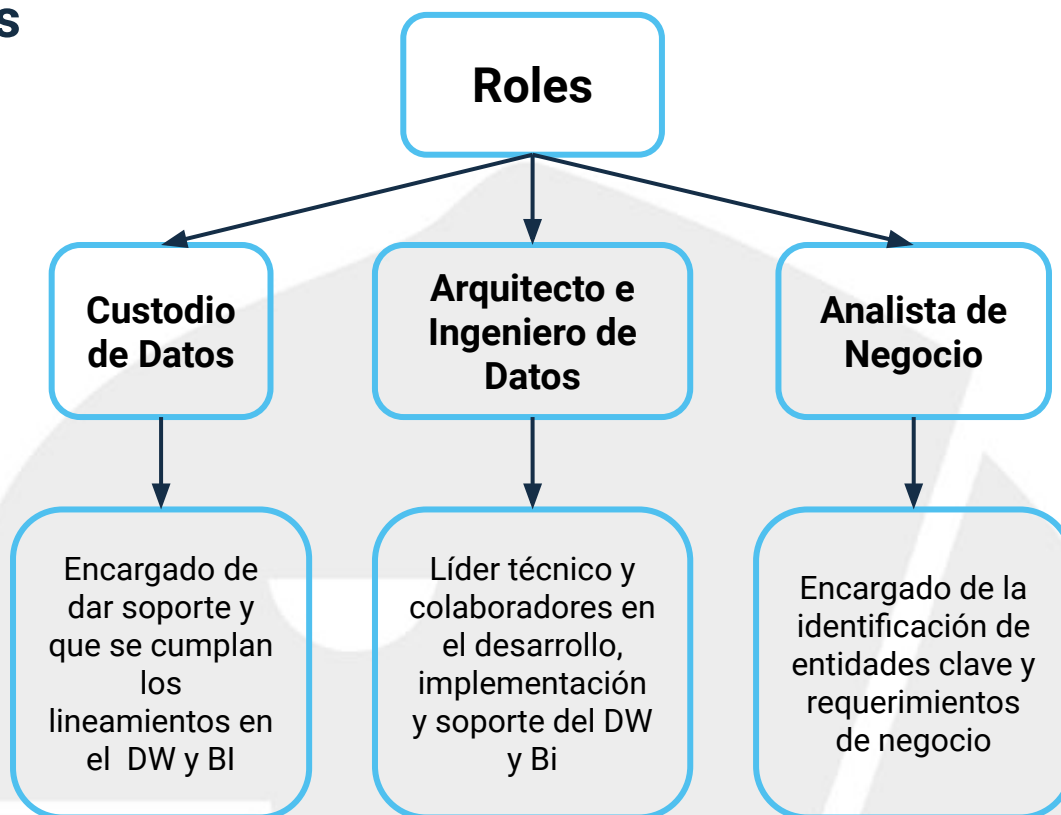 s
Roles
Custodio
de Datos
Arquitecto e
Ingeniero de
Datos
Analista de
Negocio
Encargado de
dar soporte y
que se cumplan
los
lineamientos en
el DW y BI
Líder técnico y
colaboradores en
el desarrollo,
implementación
y soporte del DW
y Bi
Encargado de la
identificación de
entidades clave y
requerimientos
de negocio